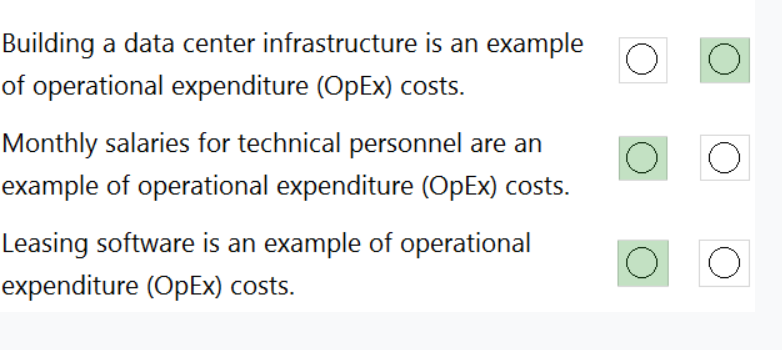 Building a data center infrastructure is an example
of operational expenditure (OpEx) costs.
Monthly salaries for technical personnel are an
example of operational expenditure (OpEx) costs.
Leasing software is an example of operational
expenditure (OpEx) costs.